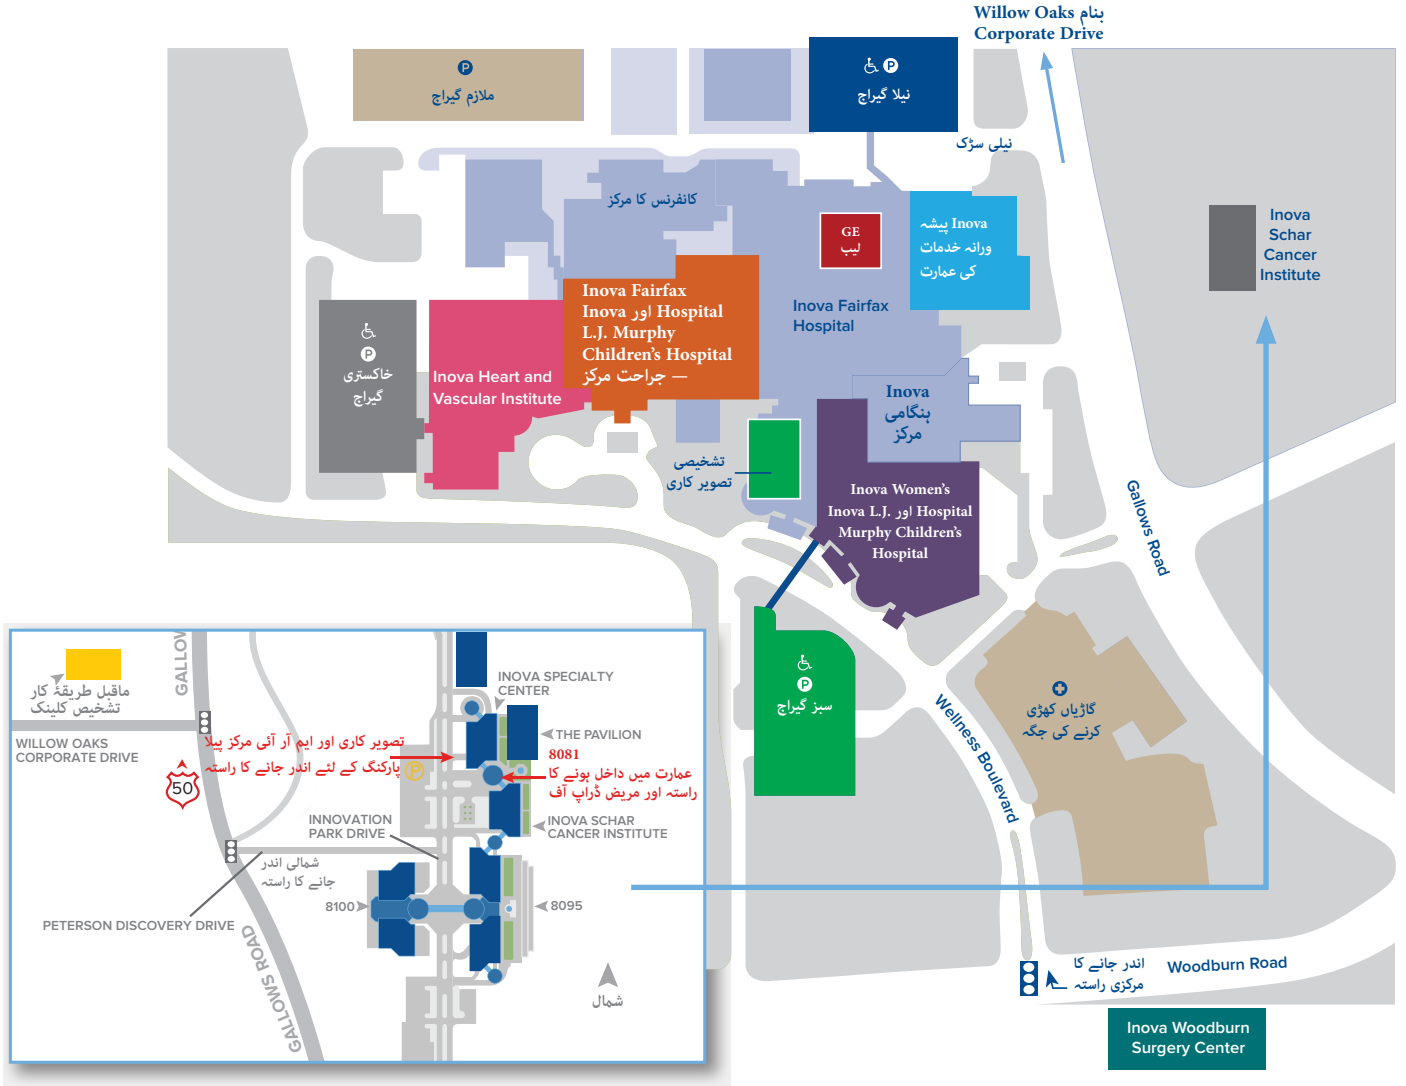 بنام Willow Oaks
Corporate Drive
P
ملازم گیراج
P
نیلا گیراج
نیلی سڑک
کانفرنس کا مرکز
GE
لیب
Inova پیشہ
ورانہ خدمات
کی عمارت
Inova
Schar
Cancer
Institute
Inova Fairfax
Hospital
Inova Fairfax
Hospital اور Inova
L.J. Murphy
Children's Hospital
— جراحت مرکز
P
خاکستری
گیراج
Inova Heart and
Vascular Institute
Inova
ہنگامی
مرکز
تشخیصی
تصویر کاری
Inova Women's
Hospital اور Inova L.J.
Murphy Children's
Hospital
Gallows Road
P
سبز گیراج
گاڑیاں کھڑی
کرنے کی جگہ
Wellness Boulevard
اندر جانے کا
مرکزی راستہ
Woodburn Road
Inova Woodburn
Surgery Center
GALLOW
ماقبل طریقۂ کار
تشخیص کلینک
WILLOW OAKS
CORPORATE DRIVE
50
INOVA SPECIALTY
CENTER
THE PAVILION
تصویر کاری اور ایم آر آئی مرکز پیلا
پارکنگ کے لئے اندر جانے کا راستہ
P
8081
عمارت میں داخل ہونے کا
راستہ اور مریض ڈراپ آف
INNOVATION
PARK DRIVE
INOVA SCHAR
CANCER INSTITUTE
شمالی اندر
جانے کا راستہ
8100
8095
PETERSON DISCOVERY DRIVE
GALLOWS ROAD
شمال